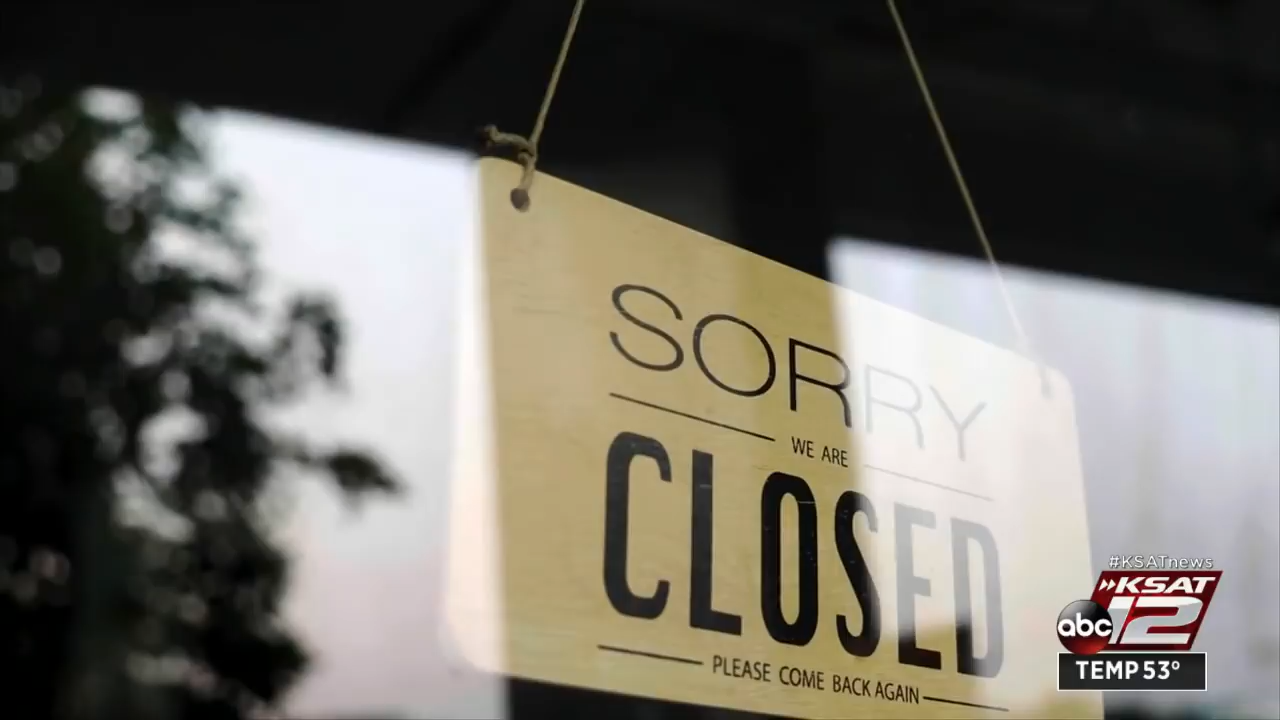 SORRY
WE ARE
CLOSED
PLEASE COME BACK AGAIN
#KSATnews
KSAT
abc 12
TEMP 53°